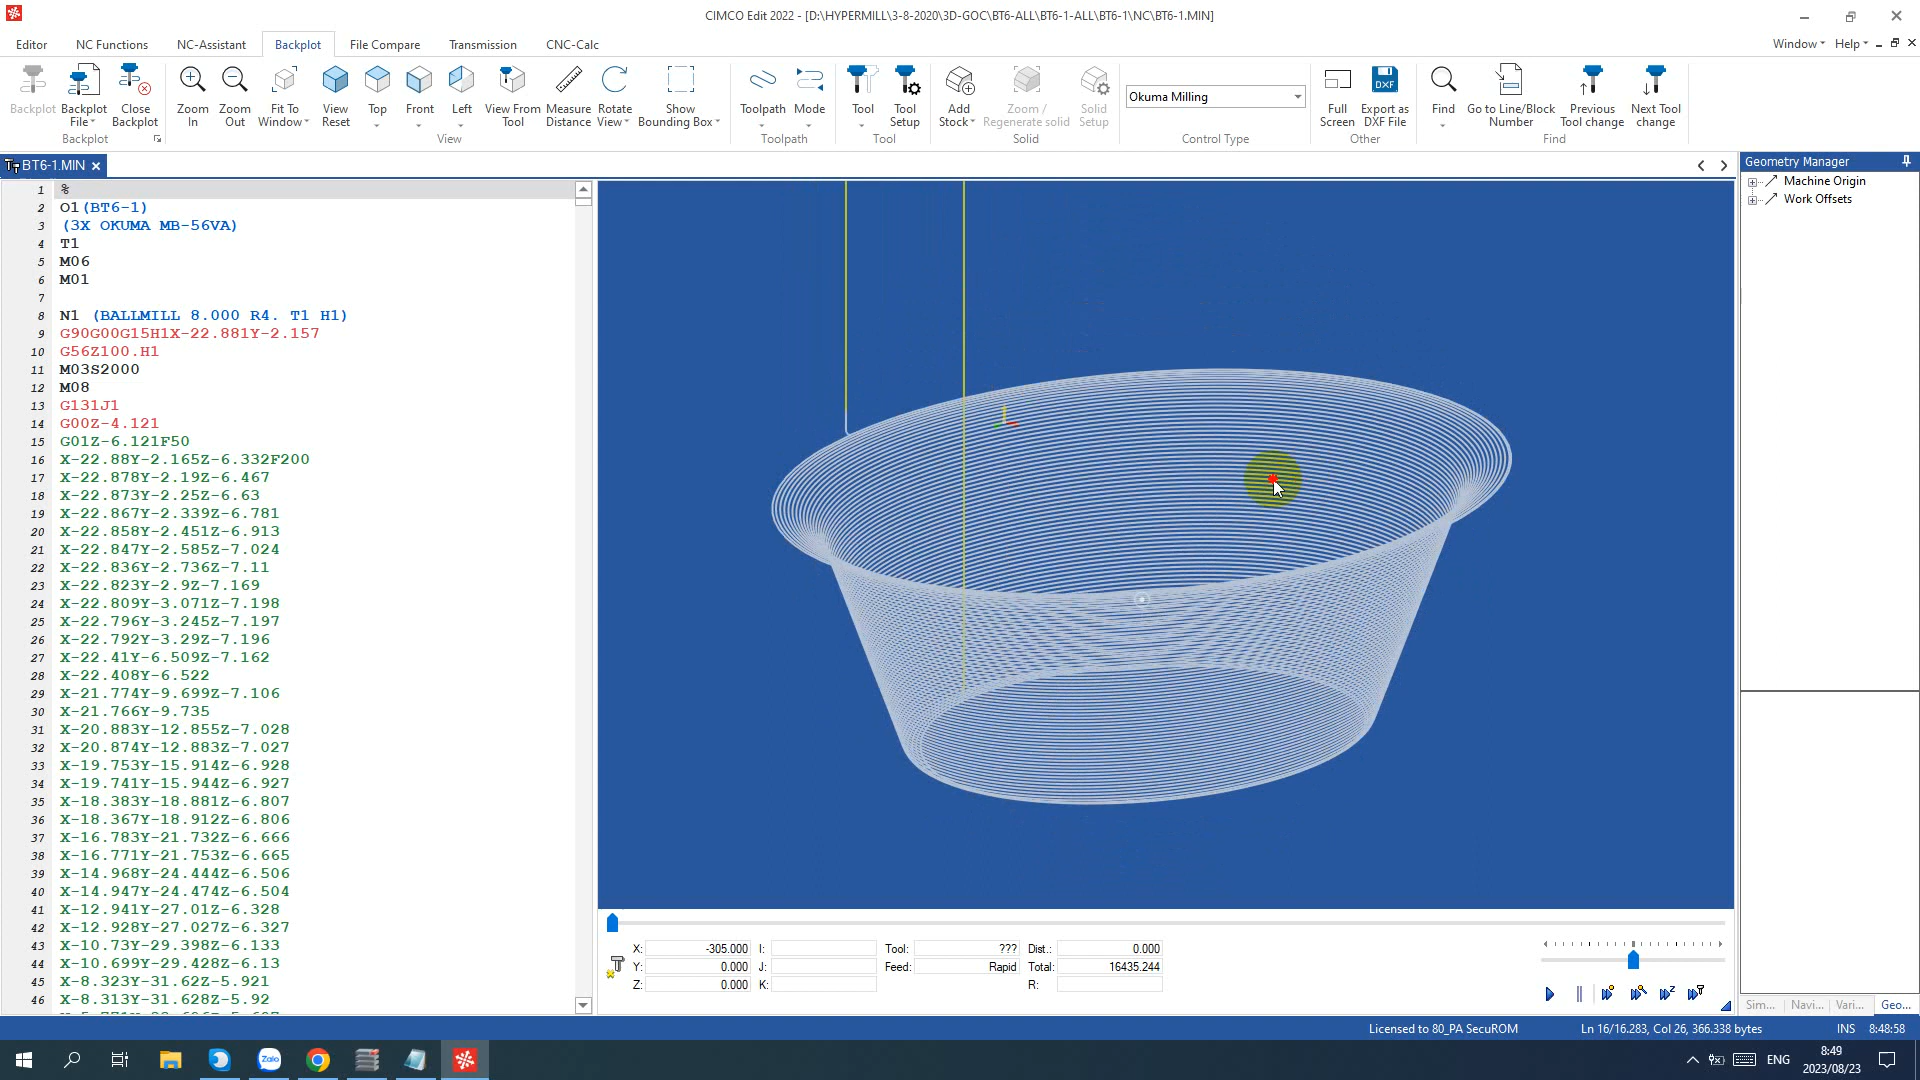 CIMCO Edit 2022 - [D:\HYPERMILL\3-8-2020\3D-GOC\BT6-ALL\BT6-1-ALL\BT6-1\NC\BT6-1.MIN]
Editor NC Functions NC-Assistant Backplot File Compare Transmission CNC-Calc Window Help
Backplot Backplot File Close Backplot Zoom In Zoom Out Fit To Window View Reset Top Front Left View From Tool Measure Distance Rotate View Show Bounding Box Toolpath Mode Tool Tool Setup Add Stock Zoom / Regenerate solid Solid Setup Okuma Milling Full Screen Export as DXF File Find Go to Line/Block Number Previous Tool change Next Tool change
DXF
Backplot View Toolpath Tool Solid Control Type Other Find
BT6-1.MIN
Geometry Manager
Machine Origin
Work Offsets
1 %
2 O1(BT6-1)
3 (3X OKUMA MB-56VA)
4 T1
5 M06
6 M01
7
8 N1 (BALLMILL 8.000 R4. T1 H1)
9 G90G00G15H1X-22.881Y-2.157
10 G56Z100.H1
11 M03S2000
12 M08
13 G131J1
14 G00Z-4.121
15 G01Z-6.121F50
16 X-22.88Y-2.165Z-6.332F200
17 X-22.878Y-2.19Z-6.467
18 X-22.873Y-2.25Z-6.63
19 X-22.867Y-2.339Z-6.781
20 X-22.858Y-2.451Z-6.913
21 X-22.847Y-2.585Z-7.024
22 X-22.836Y-2.736Z-7.11
23 X-22.823Y-2.9Z-7.169
24 X-22.809Y-3.071Z-7.198
25 X-22.796Y-3.245Z-7.197
26 X-22.792Y-3.29Z-7.196
27 X-22.41Y-6.509Z-7.162
28 X-22.408Y-6.522
29 X-21.774Y-9.699Z-7.106
30 X-21.766Y-9.735
31 X-20.883Y-12.855Z-7.028
32 X-20.874Y-12.883Z-7.027
33 X-19.753Y-15.914Z-6.928
34 X-19.741Y-15.944Z-6.927
35 X-18.383Y-18.881Z-6.807
36 X-18.367Y-18.912Z-6.806
37 X-16.783Y-21.732Z-6.666
38 X-16.771Y-21.753Z-6.665
39 X-14.968Y-24.444Z-6.506
40 X-14.947Y-24.474Z-6.504
41 X-12.941Y-27.01Z-6.328
42 X-12.928Y-27.027Z-6.327
43 X-10.73Y-29.398Z-6.133
44 X-10.699Y-29.428Z-6.13
45 X-8.323Y-31.62Z-5.921
46 X-8.313Y-31.628Z-5.92
X: -305.000 I: Tool: ??? Dist.: 0.000
Y: 0.000 J: Feed: Rapid Total: 16435.244
Z: 0.000 K: R:
Sim... Navi... Vari... Geo...
Licensed to 80_PA SecuROM Ln 16/16.283, Col 26, 366.338 bytes INS 8:48:58
Zalo
ENG
8:49
2023/08/23